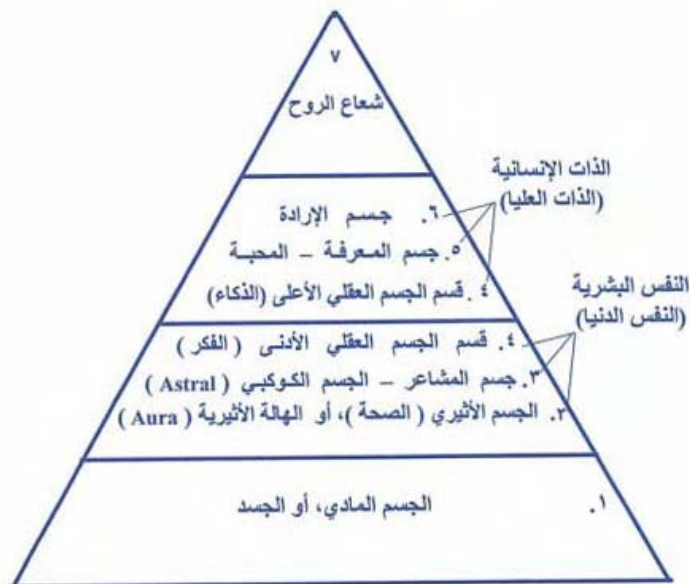 ٧
شعاع الروح
الذات الإنسانية
(الذات العليا)
٦. جسم الإرادة
٥. جسم المعرفة – المحبة
٤. قسم الجسم العقلي الأعلى (الذكاء)
النفس البشرية
(النفس الدنيا)
٤. قسم الجسم العقلي الأدنى (الفكر)
٣. جسم المشاعر – الجسم الكوكبي (Astral)
٢. الجسم الأثيري (الصحة)، أو الهالة الأثيرية (Aura)
١. الجسم المادي، أو الجسد